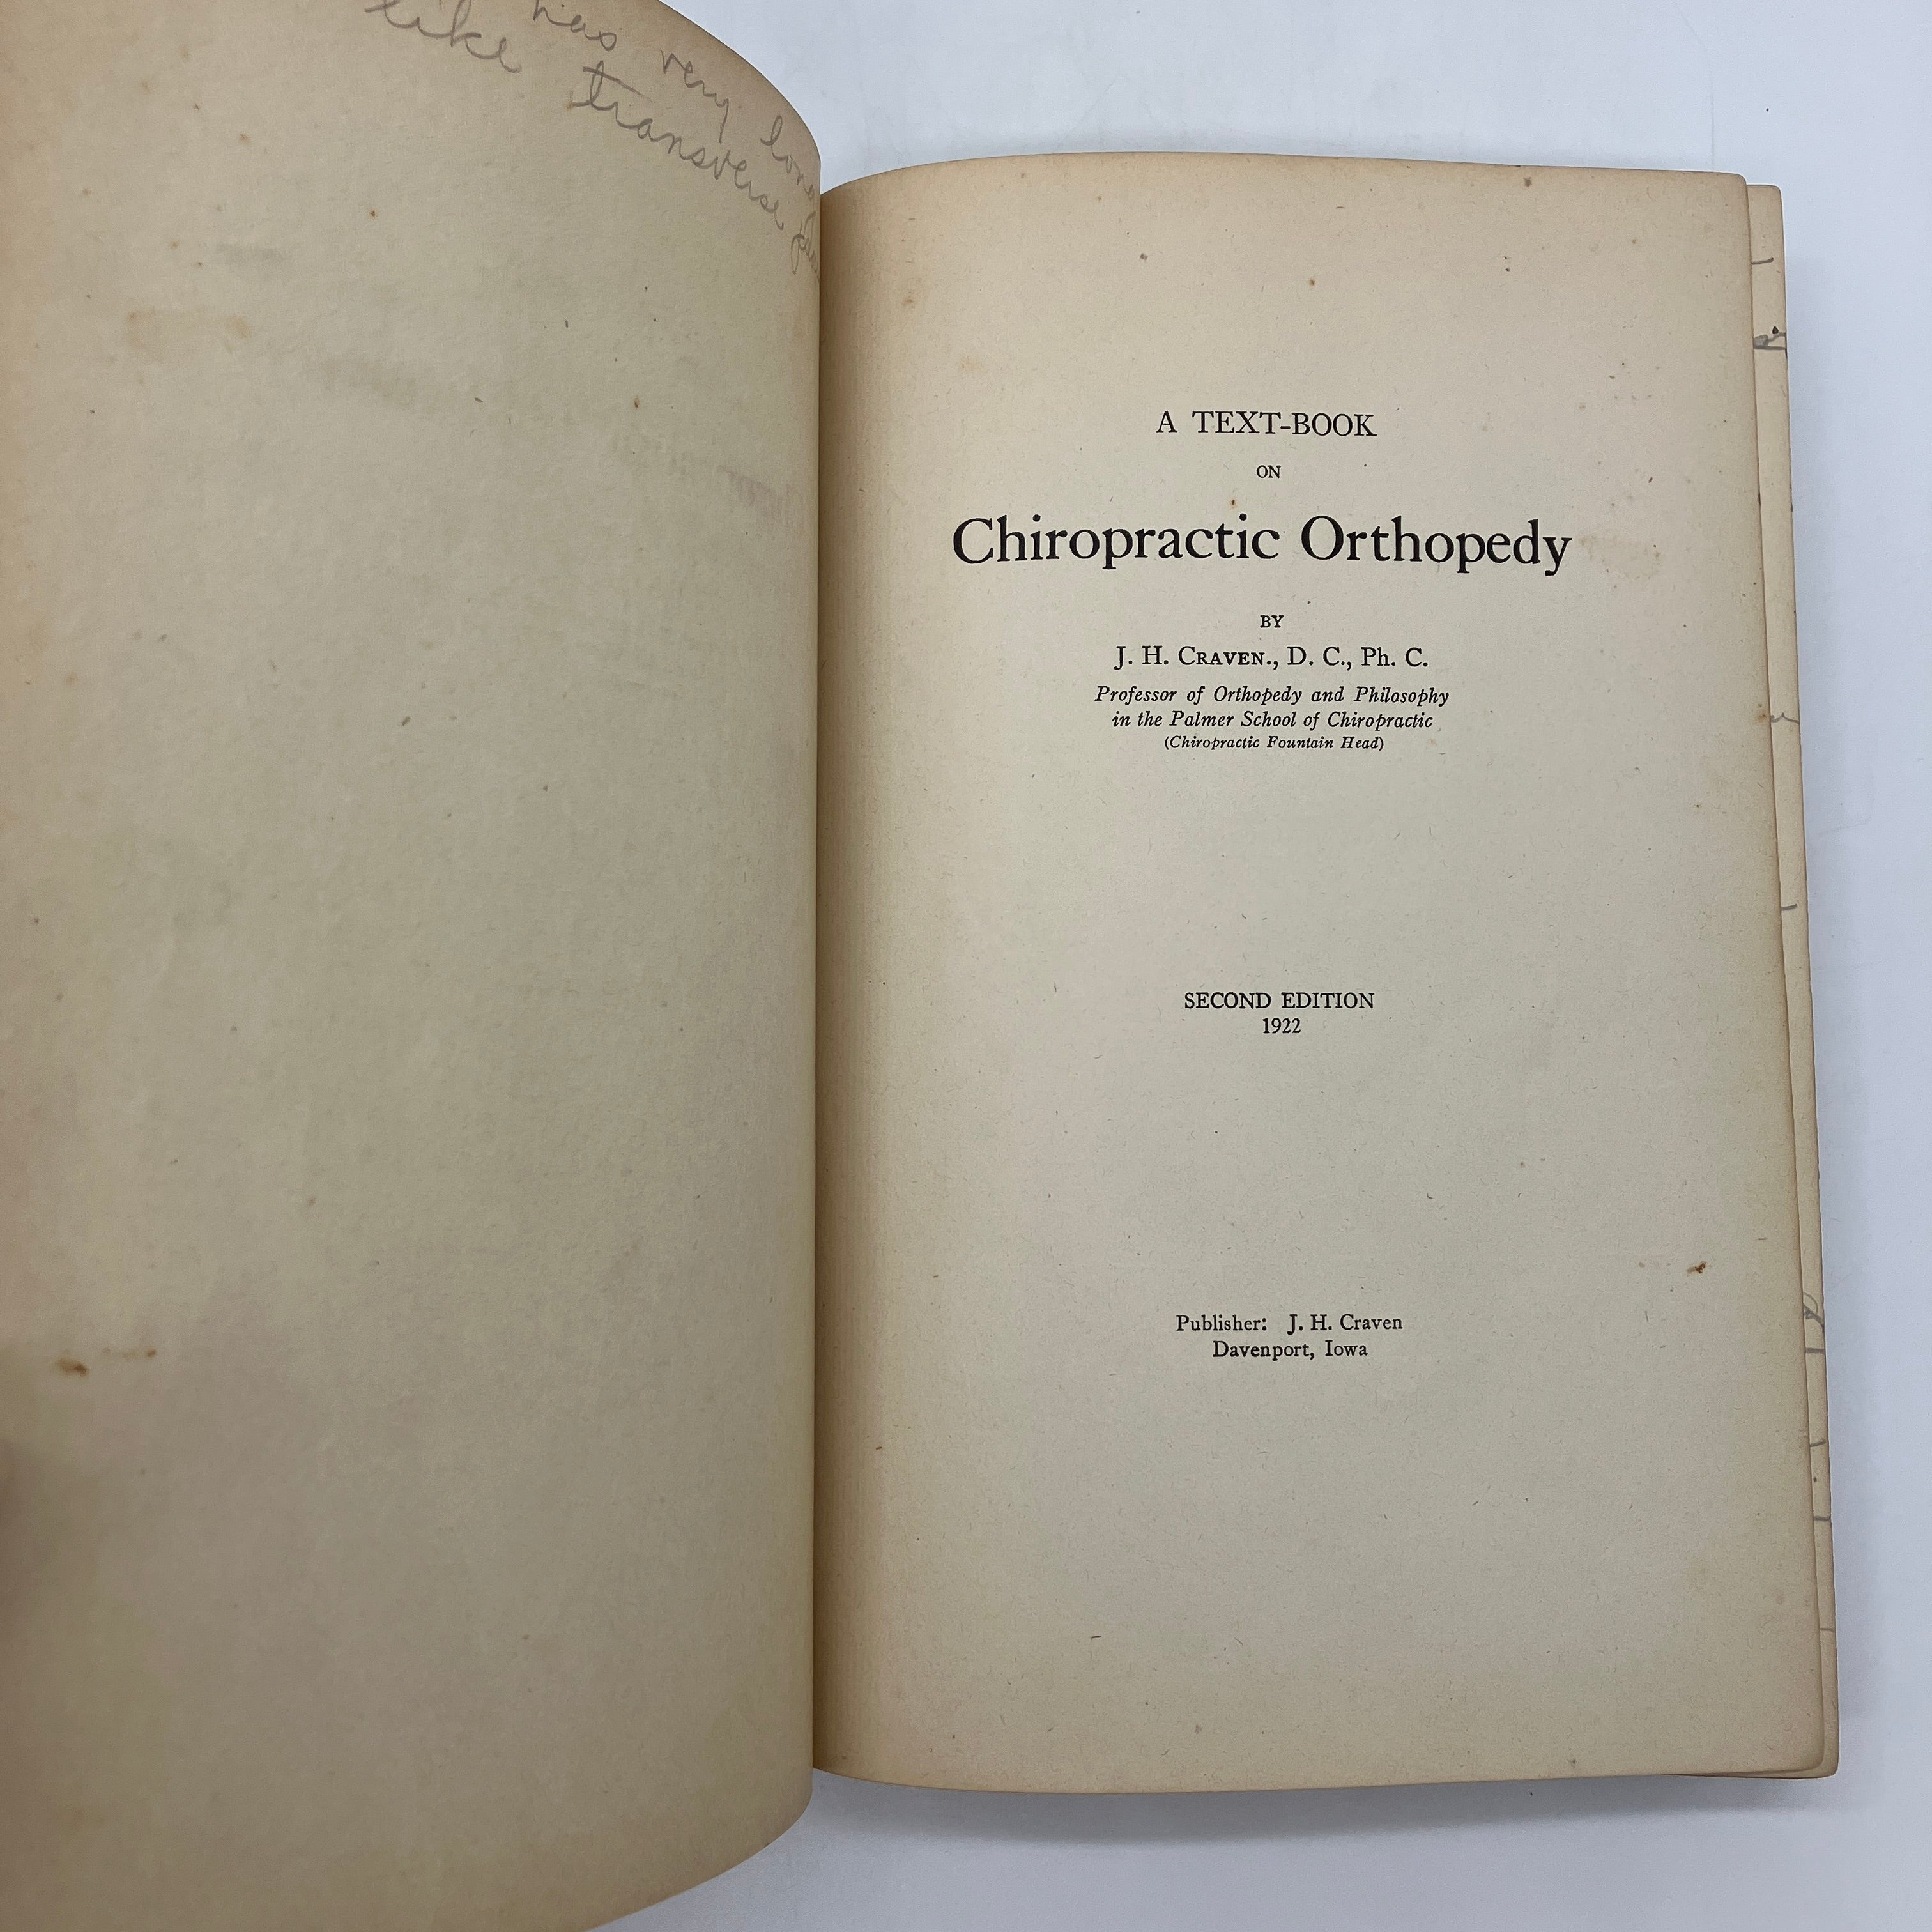 has very
like transverse
A TEXT-BOOK
ON
Chiropractic Orthopedy
BY
J. H. CRAVEN., D. C., Ph. C.
Professor of Orthopedy and Philosophy
in the Palmer School of Chiropractic
(Chiropractic Fountain Head)
SECOND EDITION
1922
Publisher: J. H. Craven
Davenport, Iowa